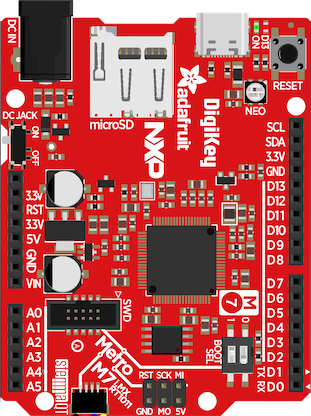 DC IN
ON
D13
RESET
microSD
adafruit
DigiKey
NXP
NEO
DC JACK
ON
OFF
SCL
SDA
3.3V
GND
D13
D12
D11
D10
D9
D8
3.3V
RST
3.3V
5V
GND
VIN
D7
D6
D5
D4
D3
D2
D1
D0
TX
RX
A0
A1
A2
A3
A4
A5
SWD
M
7
BOOT
SEL
Metro
M7
STEMMA QT
RST SCK MI
GND MO 5V